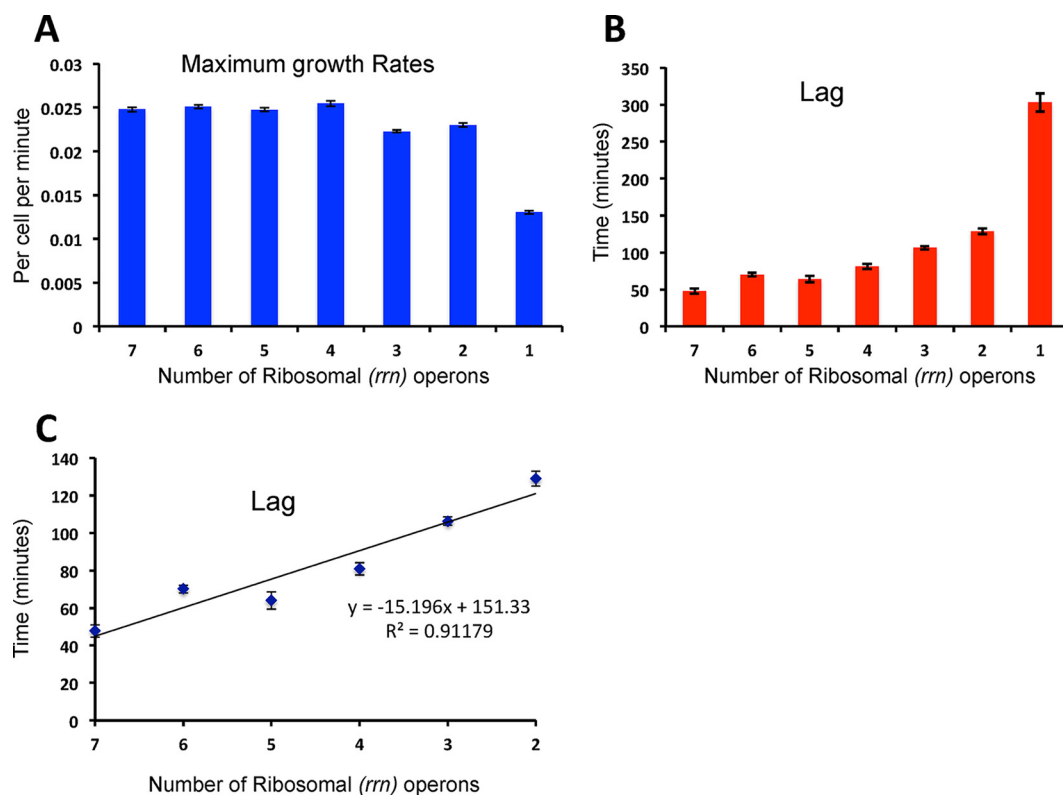 A
Maximum growth Rates
Per cell per minute
0.03
0.025
0.02
0.015
0.01
0.005
0
7 6 5 4 3 2 1
Number of Ribosomal (rrn) operons
B
Lag
Time (minutes)
350
300
250
200
150
100
50
0
7 6 5 4 3 2 1
Number of Ribosomal (rrn) operons
C
Lag
Time (minutes)
140
120
100
80
60
40
20
0
y = -15.196x + 151.33
R² = 0.91179
7 6 5 4 3 2
Number of Ribosomal (rrn) operons